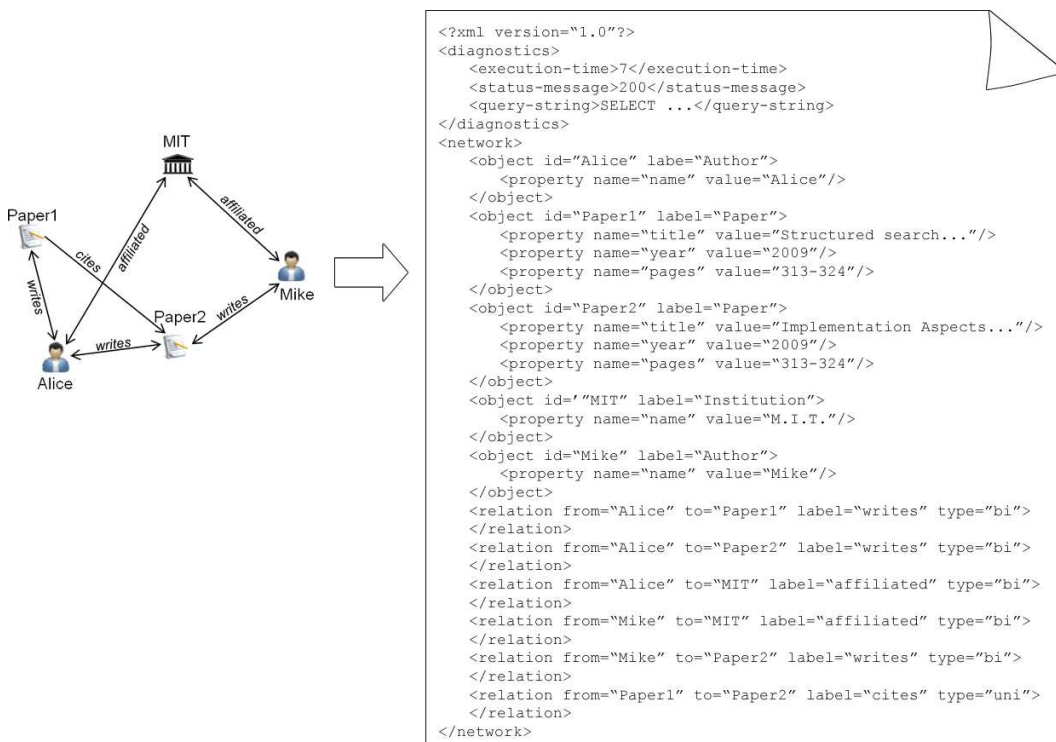 MIT
Paper1
affiliated
cites
affiliated
writes
Mike
Paper2
writes
writes
Alice
<?xml version=“1.0”?>
<diagnostics>
<execution-time>7</execution-time>
<status-message>200</status-message>
<query-string>SELECT ...</query-string>
</diagnostics>
<network>
<object id=”Alice” labe=“Author”>
<property name=“name” value=“Alice”/>
</object>
<object id=“Paper1” label=“Paper”>
<property name=“title” value=”Structured search...”/>
<property name=“year” value=“2009”/>
<property name=“pages” value=“313-324”/>
</object>
<object id=“Paper2” label=“Paper”>
<property name=“title” value=”Implementation Aspects...”/>
<property name=“year” value=“2009”/>
<property name=“pages” value=“313-324”/>
</object>
<object id=’”MIT” label=“Institution”>
<property name=“name” value=“M.I.T.”/>
</object>
<object id=“Mike” label=“Author”>
<property name=“name” value=“Mike”/>
</object>
<relation from=“Alice” to=“Paper1” label=“writes” type=”bi”>
</relation>
<relation from=“Alice” to=“Paper2” label=“writes” type=”bi”>
</relation>
<relation from=“Alice” to=“MIT” label=“affiliated” type=”bi”>
</relation>
<relation from=“Mike” to=“MIT” label=“affiliated” type=”bi”>
</relation>
<relation from=“Mike” to=“Paper2” label=“writes” type=”bi”>
</relation>
<relation from=“Paper1” to=“Paper2” label=“cites” type=”uni”>
</relation>
</network>